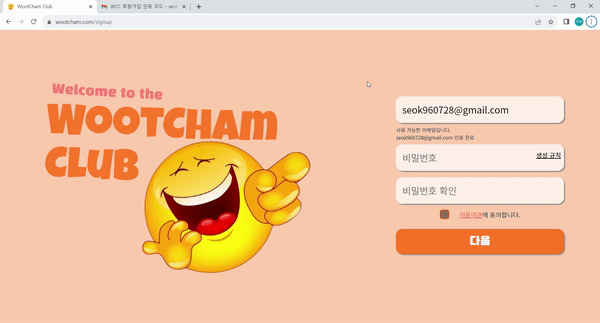 WootCham Club
WCC 회원가입 인증 코드 - seok
wootcham.com/signup
Welcome to the
WOOTCHAM
CLUB
seok960728@gmail.com
사용 가능한 이메일입니다.
seok960728@gmail.com 인증 완료
비밀번호
생성 규칙
비밀번호 확인
이용약관에 동의합니다.
다음